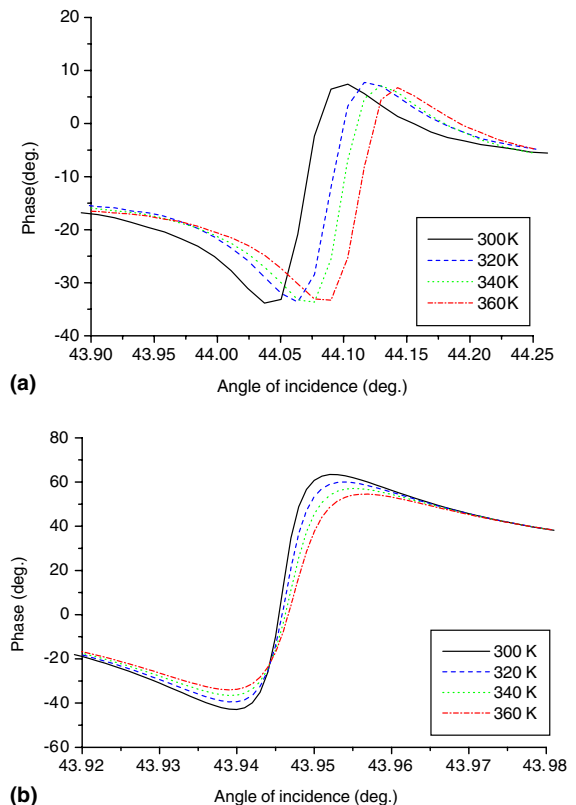 20
10
0
-10
-20
-30
-40
Phase(deg.)
300K
320K
340K
360K
43.90 43.95 44.00 44.05 44.10 44.15 44.20 44.25
(a)
Angle of incidence (deg.)
80
60
40
20
0
-20
-40
-60
Phase (deg.)
300 K
320 K
340 K
360 K
43.92 43.93 43.94 43.95 43.96 43.97 43.98
(b)
Angle of incidence (deg.)